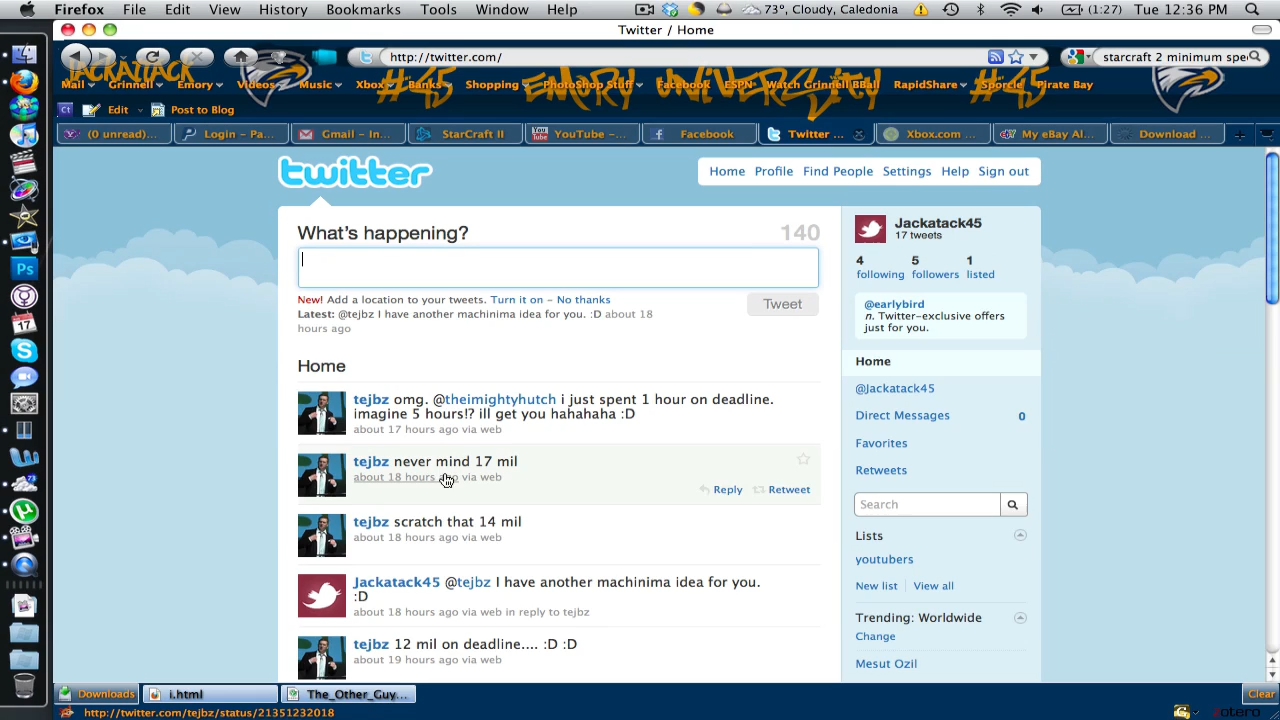 Firefox File Edit View History Bookmarks Tools Window Help 73°, Cloudy, Caledonia (1:27) Tue 12:36 PM
Twitter / Home
http://twitter.com/ starcraft 2 minimum spe
JACKATTACK #45 EMORY UNIVERSITY #45
Mail Grinnell Emory Videos Music Xbox Banks Shopping PhotoShop Stuff Facebook ESPN Watch Grinnell BBall RapidShare Sporcle Pirate Bay
Ct Edit Post to Blog
(0 unread)... Login – Pa... Gmail – In... StarCraft II YouTube –... Facebook Twitter ... Xbox.com ... My eBay Al... Download ...
twitter
Home Profile Find People Settings Help Sign out
What's happening? 140
New! Add a location to your tweets. Turn it on – No thanks
Latest: @tejbz I have another machinima idea for you. :D about 18
hours ago
Tweet
Home
tejbz omg. @theimightyhutch i just spent 1 hour on deadline.
imagine 5 hours!? ill get you hahahaha :D
about 17 hours ago via web
tejbz never mind 17 mil
about 18 hours ago via web
Reply Retweet
tejbz scratch that 14 mil
about 18 hours ago via web
Jackatack45 @tejbz I have another machinima idea for you.
:D
about 18 hours ago via web in reply to tejbz
tejbz 12 mil on deadline.... :D :D
about 19 hours ago via web
Jackatack45
17 tweets
4 5 1
following followers listed
@earlybird
n. Twitter-exclusive offers
just for you.
Home
@Jackatack45
Direct Messages 0
Favorites
Retweets
Search
Lists
youtubers
New list View all
Trending: Worldwide
Change
Mesut Ozil
Ps
17
73
Downloads i.html The_Other_Guy... Clear
http://twitter.com/tejbz/status/21351232018 zotero